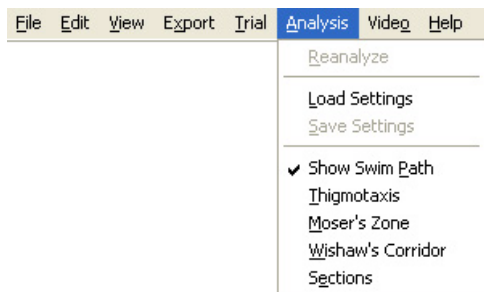 File Edit View Export Trial Analysis Video Help
Reanalyze
Load Settings
Save Settings
Show Swim Path
Thigmotaxis
Moser's Zone
Wishaw's Corridor
Sections